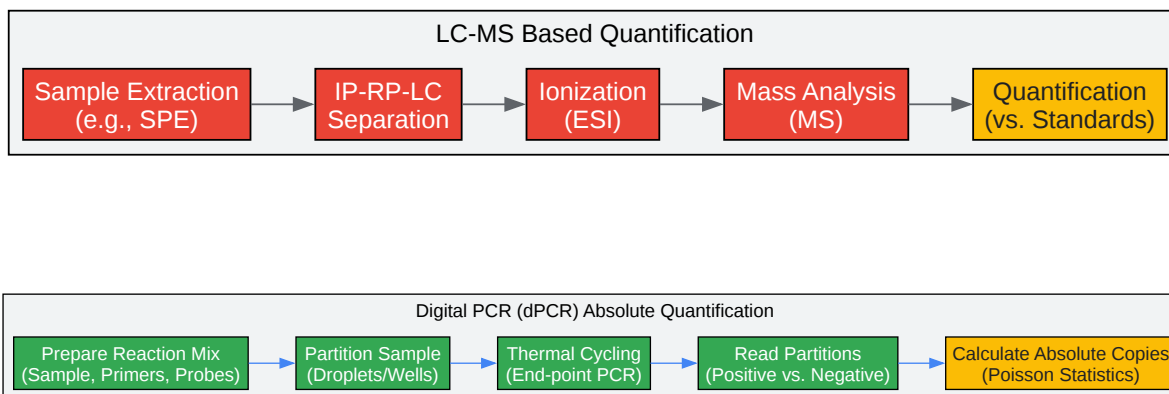 LC-MS Based Quantification
Sample Extraction
(e.g., SPE)
IP-RP-LC
Separation
Ionization
(ESI)
Mass Analysis
(MS)
Quantification
(vs. Standards)
Digital PCR (dPCR) Absolute Quantification
Prepare Reaction Mix
(Sample, Primers, Probes)
Partition Sample
(Droplets/Wells)
Thermal Cycling
(End-point PCR)
Read Partitions
(Positive vs. Negative)
Calculate Absolute Copies
(Poisson Statistics)